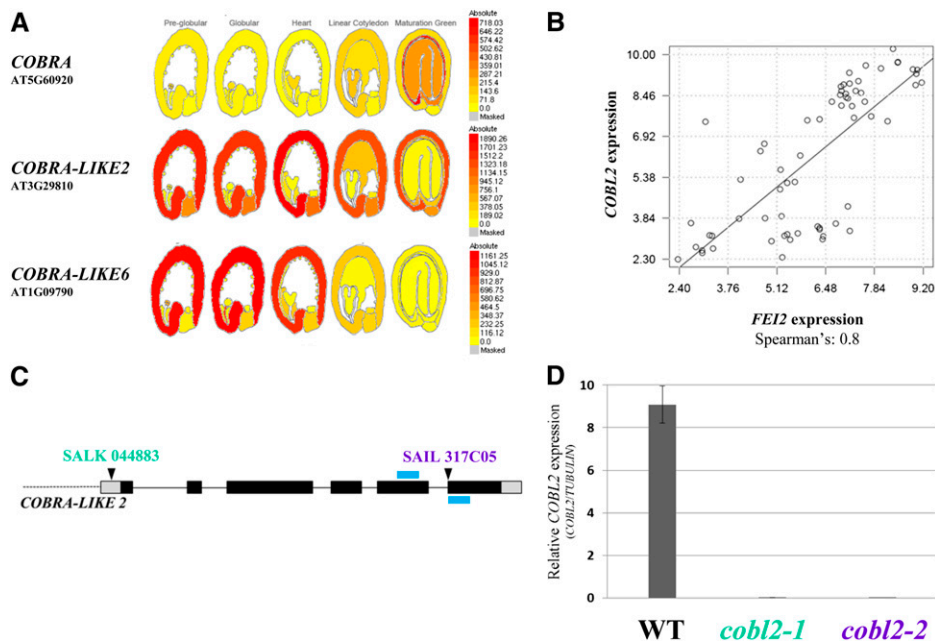 A
Pre-globular Globular Heart Linear Cotyledon Maturation Green
COBRA
AT5G60920
Absolute
718.03
646.22
574.42
502.62
430.81
359.01
287.21
215.4
143.6
71.8
0.0
Masked
COBRA-LIKE2
AT3G29810
Absolute
1890.26
1701.23
1512.2
1323.18
1134.15
945.12
756.1
567.07
378.05
189.02
0.0
Masked
COBRA-LIKE6
AT1G09790
Absolute
1161.25
1045.12
929.0
812.87
696.75
580.62
464.5
348.37
232.25
116.12
0.0
Masked
B
COBL2 expression
10.00
8.46
6.92
5.38
3.84
2.30
2.40 3.76 5.12 6.48 7.84 9.20
FEI2 expression
Spearman's: 0.8
C
SALK 044883
SAIL 317C05
COBRA-LIKE 2
D
Relative COBL2 expression
(COBL2/TUBULIN)
10
8
6
4
2
0
WT cobl2-1 cobl2-2